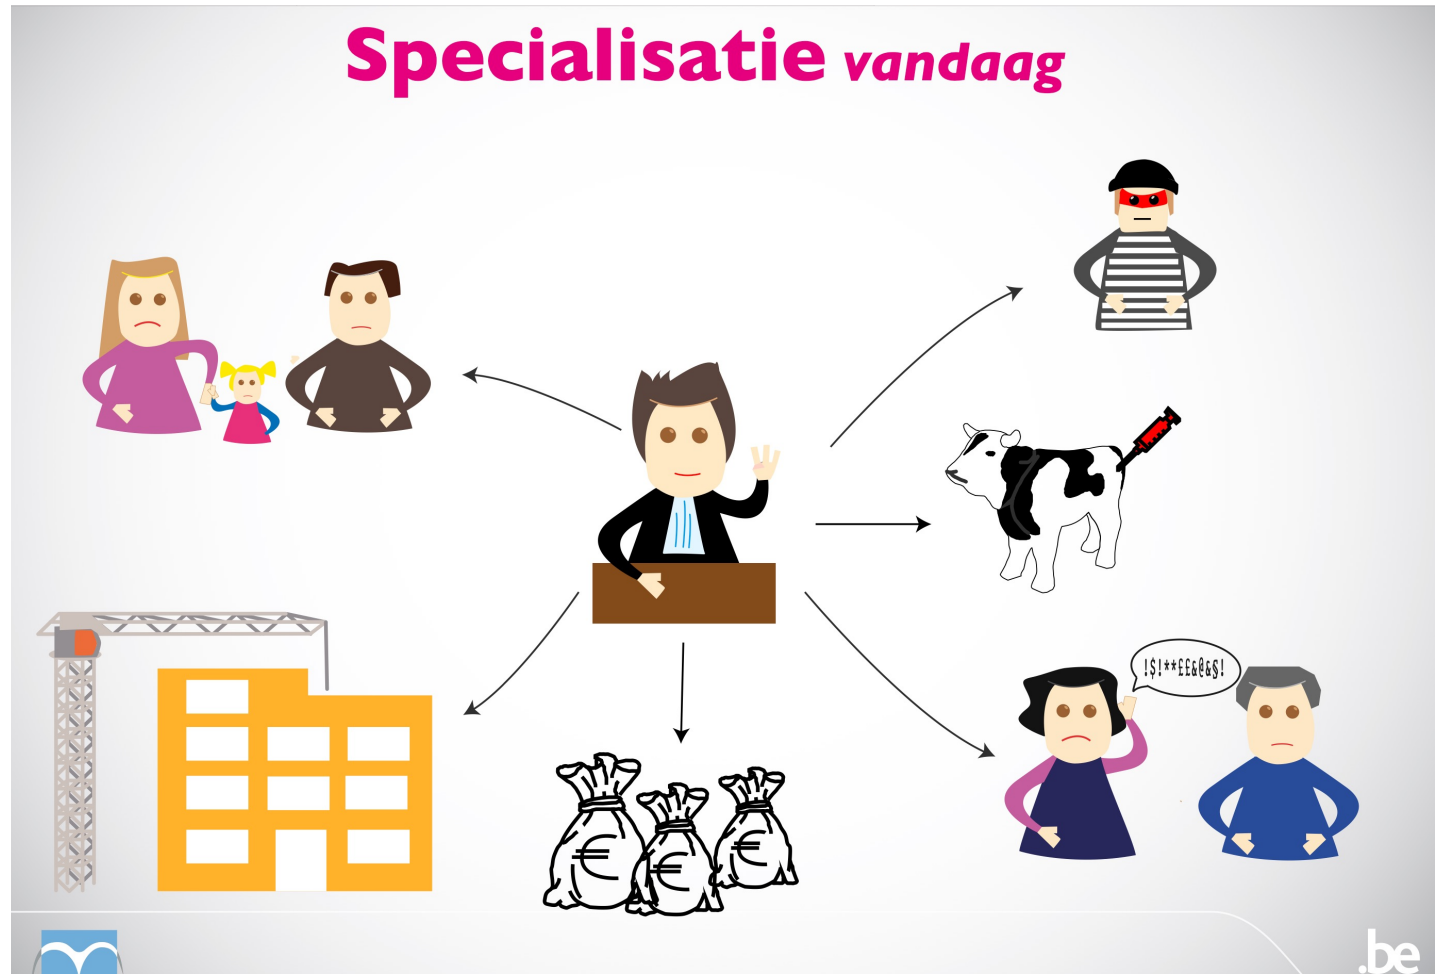 Specialisatie vandaag
!$!**££&@&§!
€ € €
.be